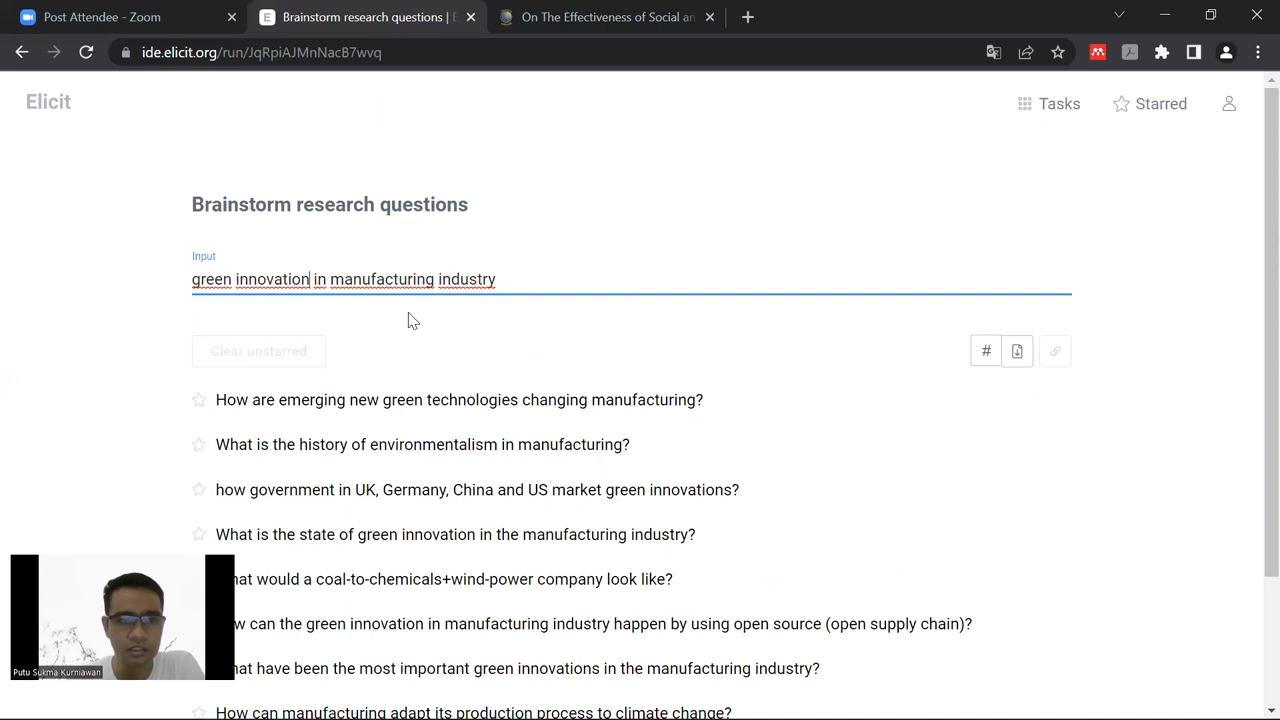 Post Attendee - Zoom
Brainstorm research questions | E
On The Effectiveness of Social an
ide.elicit.org/run/JqRpiAJMnNacB7wvq
Elicit
Tasks
Starred
Brainstorm research questions
Input
green innovation in manufacturing industry
Clear unstarred
#
How are emerging new green technologies changing manufacturing?
What is the history of environmentalism in manufacturing?
how government in UK, Germany, China and US market green innovations?
What is the state of green innovation in the manufacturing industry?
hat would a coal-to-chemicals+wind-power company look like?
w can the green innovation in manufacturing industry happen by using open source (open supply chain)?
hat have been the most important green innovations in the manufacturing industry?
How can manufacturing adapt its production process to climate change?
Putu Sukma Kurniawan